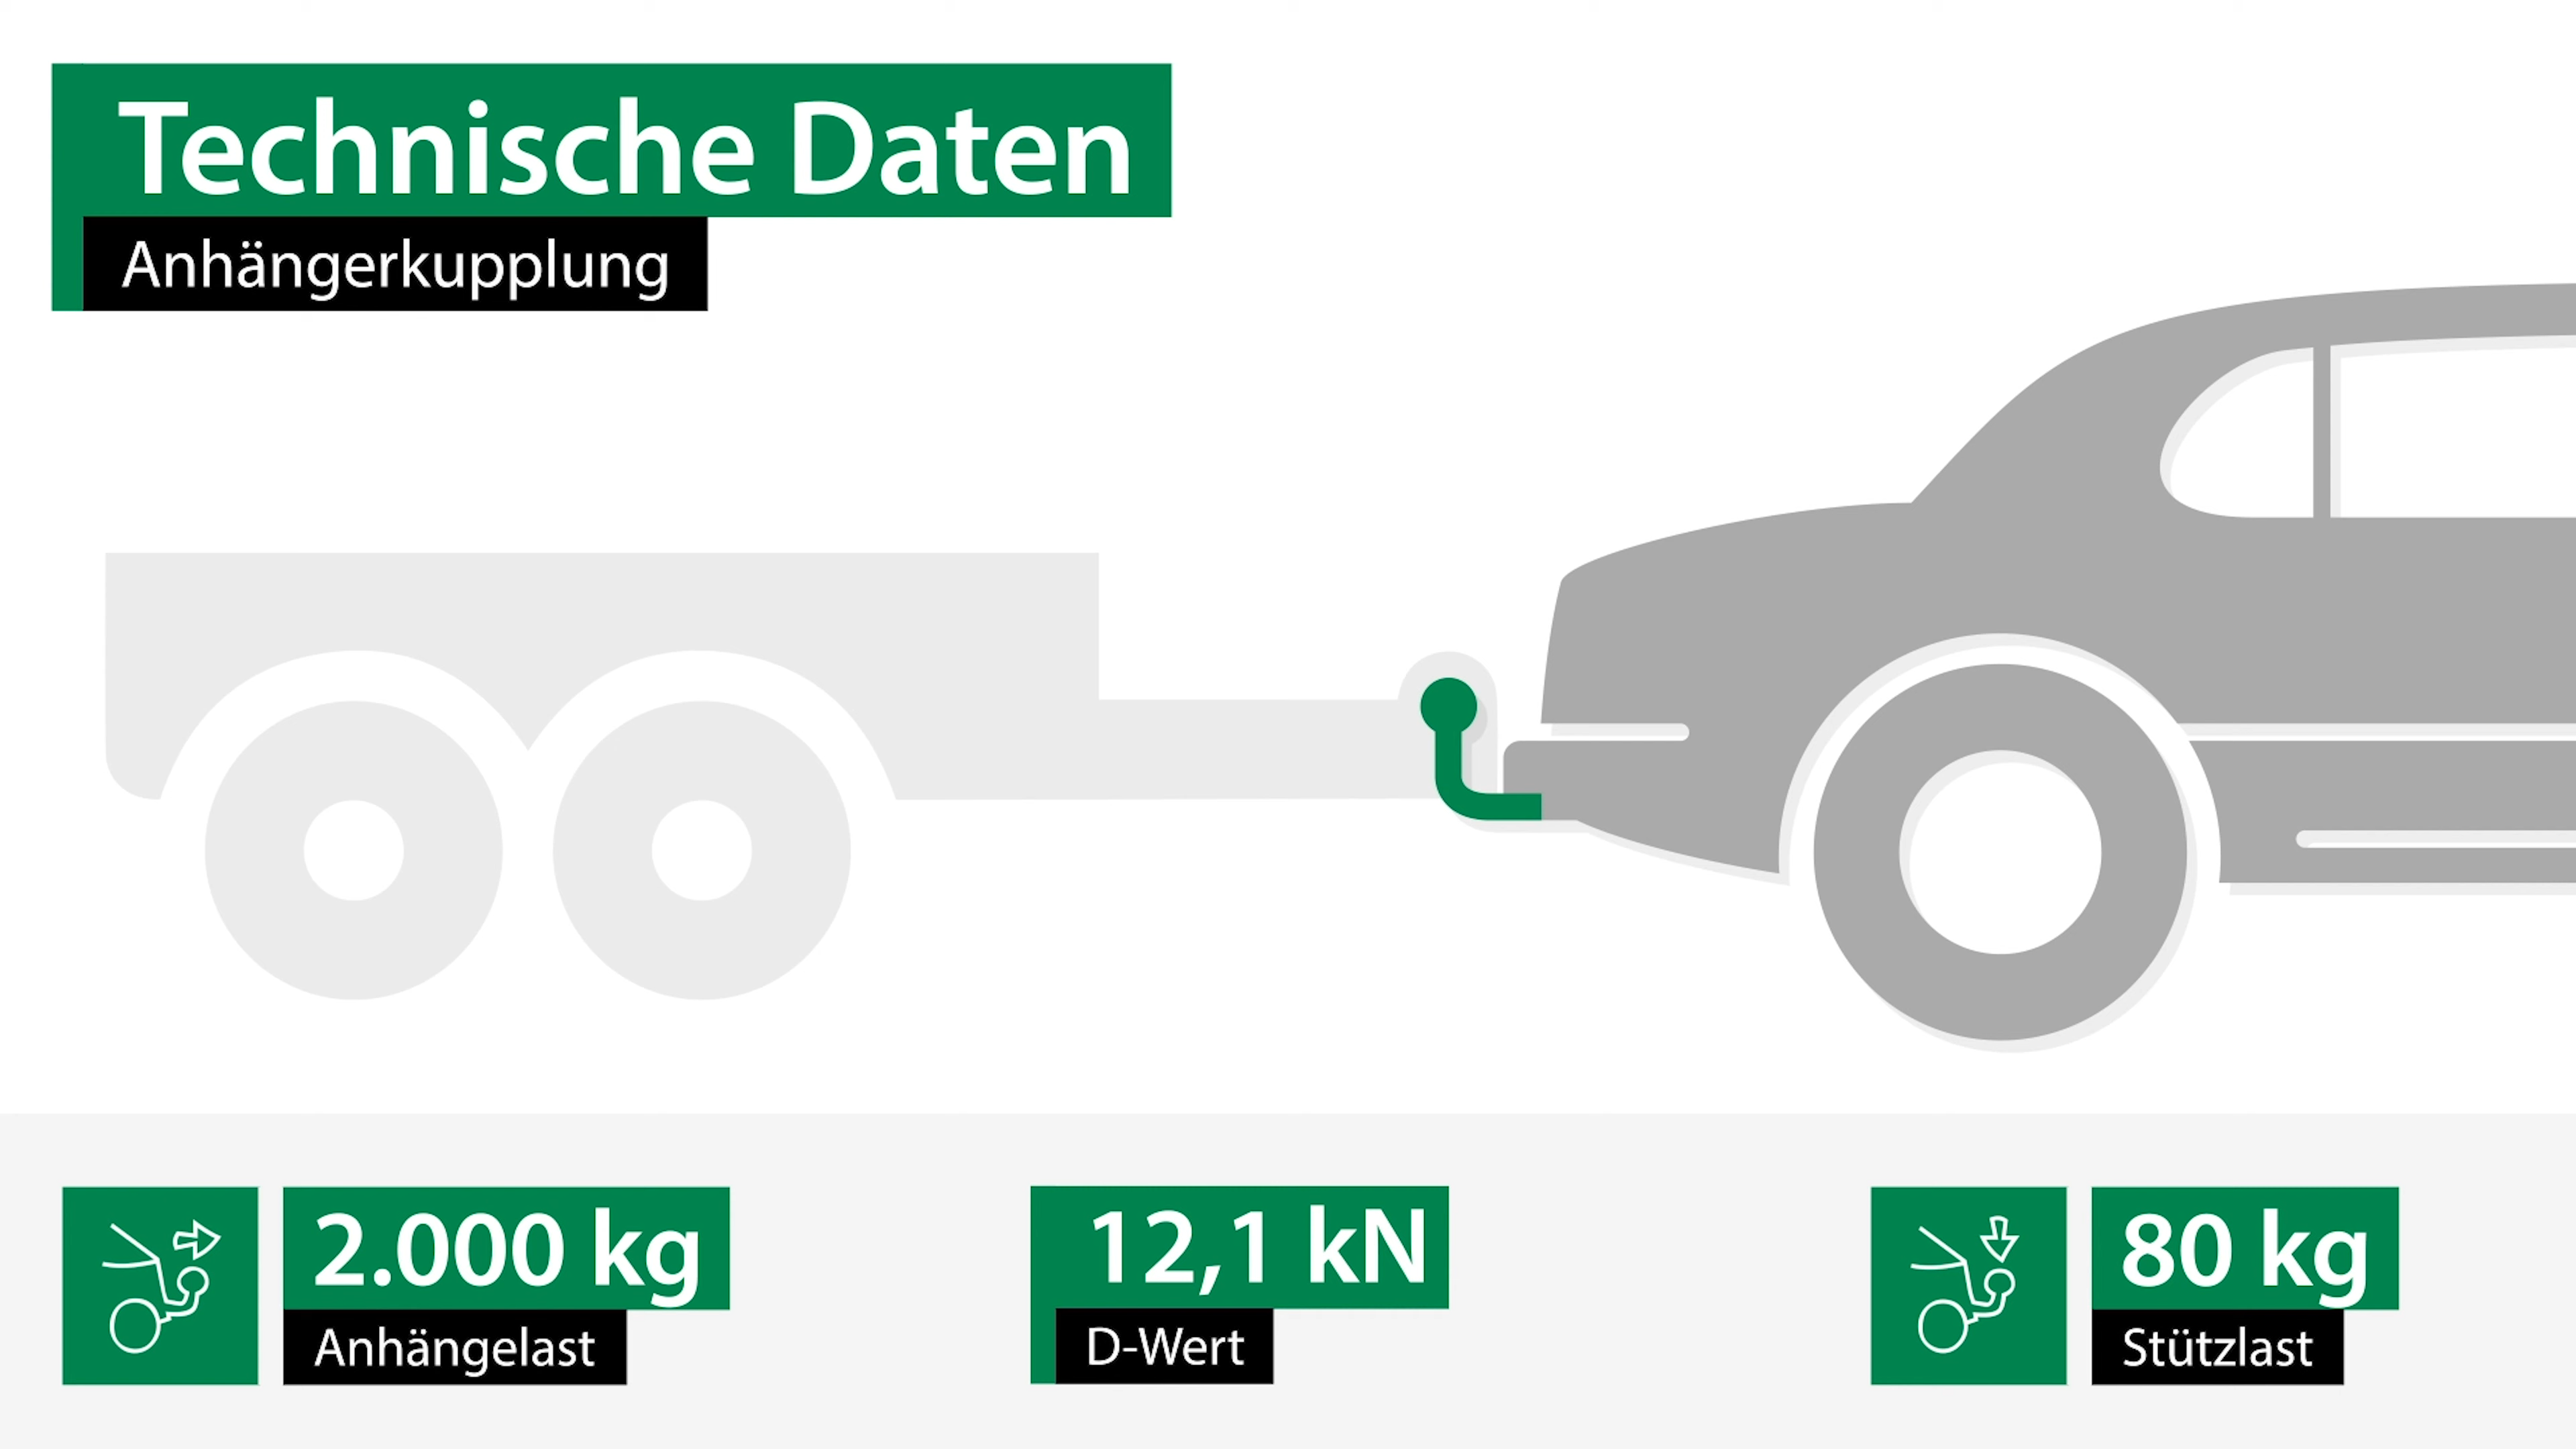 Technische Daten
Anhängerkupplung
2.000 kg
Anhängelast
12,1 kN
D-Wert
80 kg
Stützlast